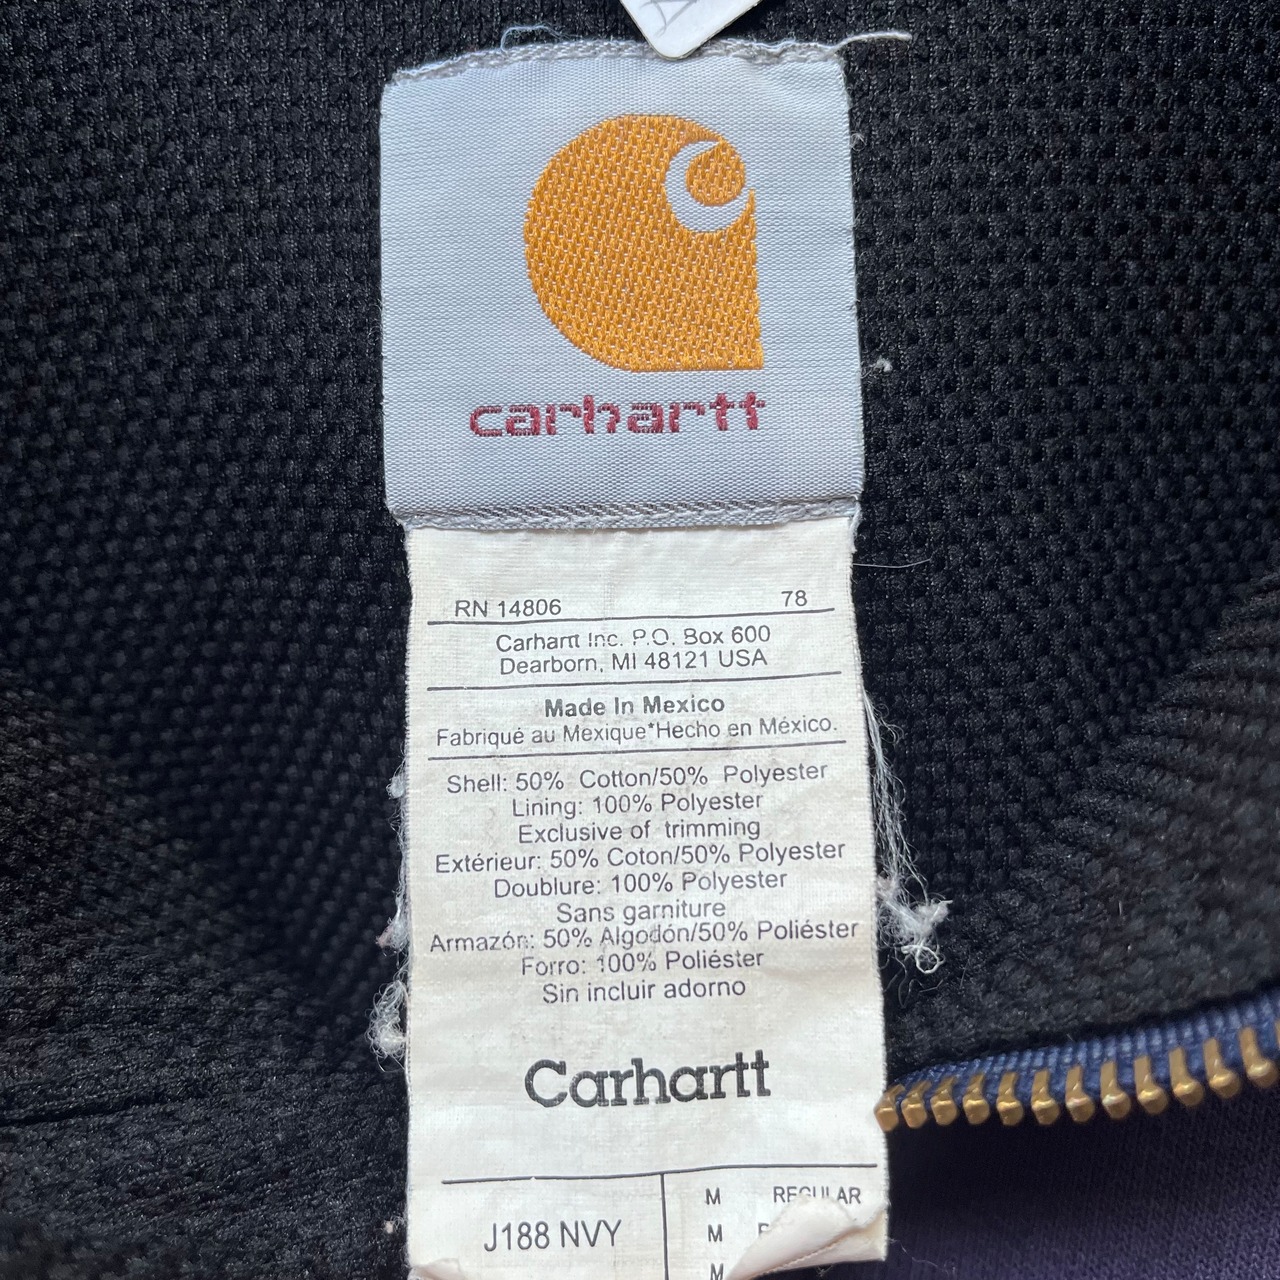 carhartt
RN 14806 78
Carhartt Inc. P.O. Box 600
Dearborn, MI 48121 USA
Made In Mexico
Fabriqué au Mexique*Hecho en México.
Shell: 50% Cotton/50% Polyester
Lining: 100% Polyester
Exclusive of trimming
Extérieur: 50% Coton/50% Polyester
Doublure: 100% Polyester
Sans garniture
Armazón: 50% Algodón/50% Poliéster
Forro: 100% Poliéster
Sin incluir adorno
Carhartt
J188 NVY
M REGULAR
M
M